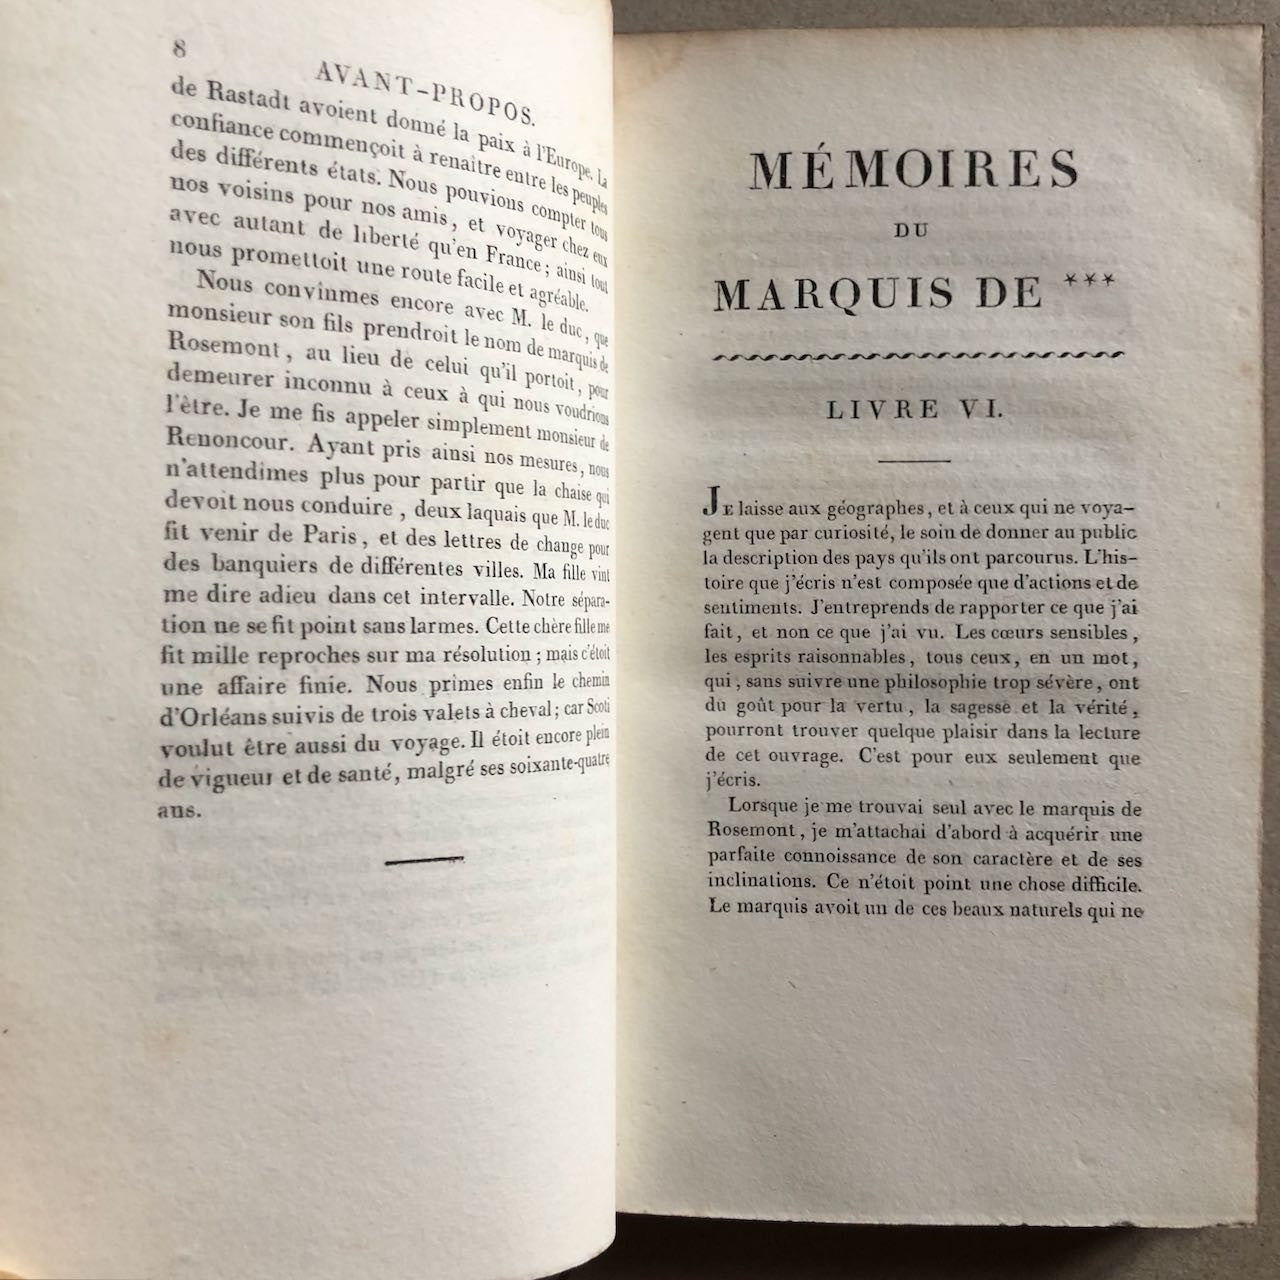 8
AVANT-PROPOS.
de Rastadt avoient donné la paix à l'Europe. La
confiance commençoit à renaître entre les peuples
des différents états. Nous pouvions compter tous
nos voisins pour nos amis, et voyager chez eux
avec autant de liberté qu'en France; ainsi tout
nous promettoit une route facile et agréable.
Nous convînmes encore avec M. le duc, que
monsieur son fils prendroit le nom de marquis de
Rosemont, au lieu de celui qu'il portoit, pour
demeurer inconnu à ceux à qui nous voudrions
l'être. Je me fis appeler simplement monsieur de
Renoncour. Ayant pris ainsi nos mesures, nous
n'attendimes plus pour partir que la chaise qui
devoit nous conduire, deux laquais que M. le duc
fit venir de Paris, et des lettres de change pour
des banquiers de différentes villes. Ma fille vint
me dire adieu dans cet intervalle. Notre sépara-
tion ne se fit point sans larmes. Cette chère fille me
fit mille reproches sur ma résolution; mais c'étoit
une affaire finie. Nous primes enfin le chemin
d'Orléans suivis de trois valets à cheval; car Scoti
voulut être aussi du voyage. Il étoit encore plein
de vigueur et de santé, malgré ses soixante-quatre
ans.
MÉMOIRES
DU
MARQUIS DE ***
LIVRE VI.
JE laisse aux géographes, et à ceux qui ne voya-
gent que par curiosité, le soin de donner au public
la description des pays qu'ils ont parcourus. L'his-
toire que j'écris n'est composée que d'actions et de
sentiments. J'entreprends de rapporter ce que j'ai
fait, et non ce que j'ai vu. Les cœurs sensibles,
les esprits raisonnables, tous ceux, en un mot,
qui, sans suivre une philosophie trop sévère, ont
du goût pour la vertu, la sagesse et la vérité,
pourront trouver quelque plaisir dans la lecture
de cet ouvrage. C'est pour eux seulement que
j'écris.
Lorsque je me trouvai seul avec le marquis de
Rosemont, je m'attachai d'abord à acquérir une
parfaite connoissance de son caractère et de ses
inclinations. Ce n'étoit point une chose difficile.
Le marquis avoit un de ces beaux naturels qui ne